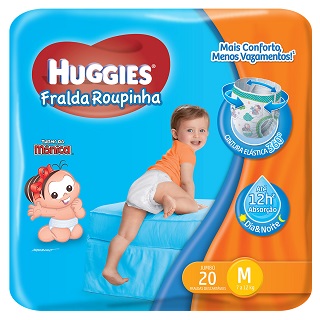 HUGGIES
Fralda Roupinha
Mais Conforto,
Menos Vazamentos!
TURMA DA
Mônica
CINTURA ELÁSTICA 360º
Até
12h
Absorção
Dia&Noite
JUMBO
20
M